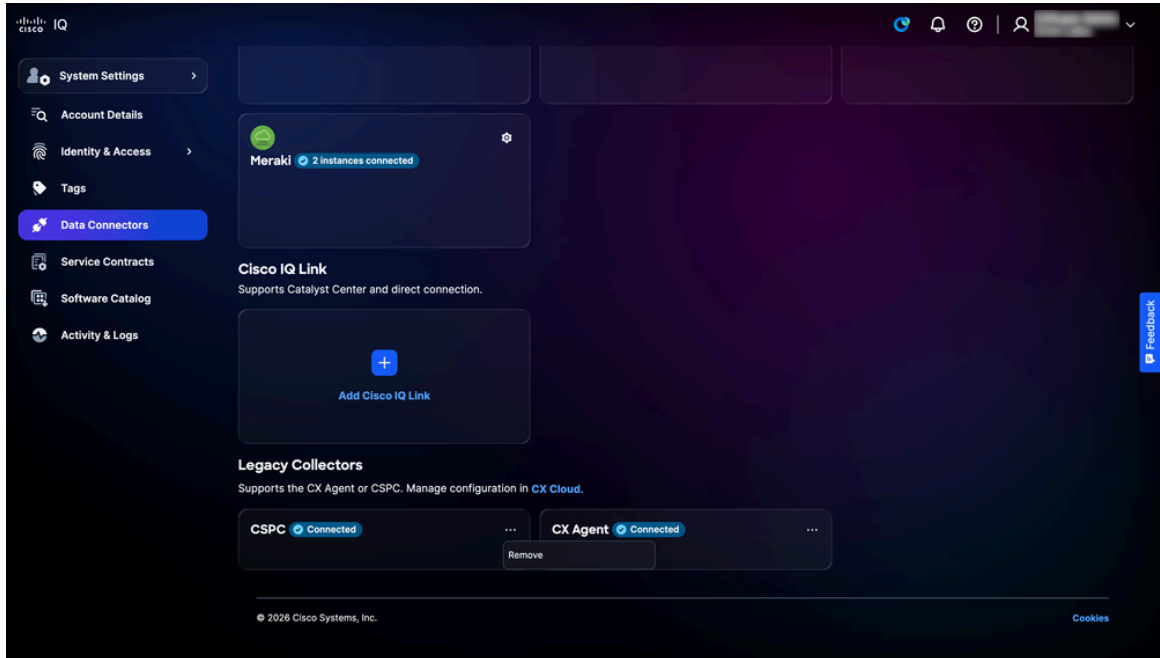 cisco IQ
System Settings
Account Details
Identity & Access
Tags
Data Connectors
Service Contracts
Software Catalog
Activity & Logs
Meraki 2 instances connected
Cisco IQ Link
Supports Catalyst Center and direct connection.
Add Cisco IQ Link
Legacy Collectors
Supports the CX Agent or CSPC. Manage configuration in CX Cloud.
CSPC Connected ...
CX Agent Connected ...
Remove
Feedback
© 2026 Cisco Systems, Inc.
Cookies